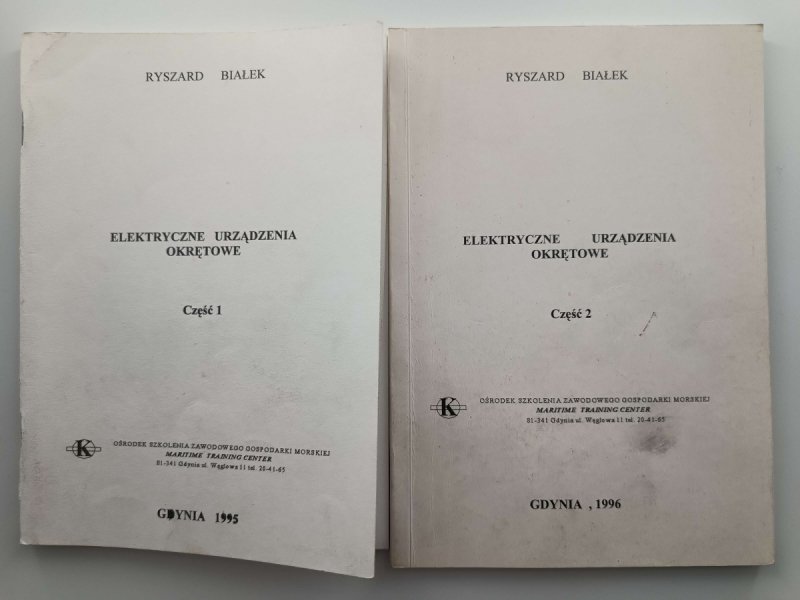 RYSZARD BIAŁEK
ELEKTRYCZNE URZĄDZENIA
OKRĘTOWE
Część 1
K
OŚRODEK SZKOLENIA ZAWODOWEGO GOSPODARKI MORSKIEJ
MARITIME TRAINING CENTER
81-341 Gdynia ul. Węglowa 11 tel. 20-41-65
GDYNIA 1995
RYSZARD BIAŁEK
ELEKTRYCZNE URZĄDZENIA
OKRĘTOWE
Część 2
K
OŚRODEK SZKOLENIA ZAWODOWEGO GOSPODARKI MORSKIEJ
MARITIME TRAINING CENTER
81-341 Gdynia ul. Węglowa 11 tel. 20-41-65
GDYNIA , 1996